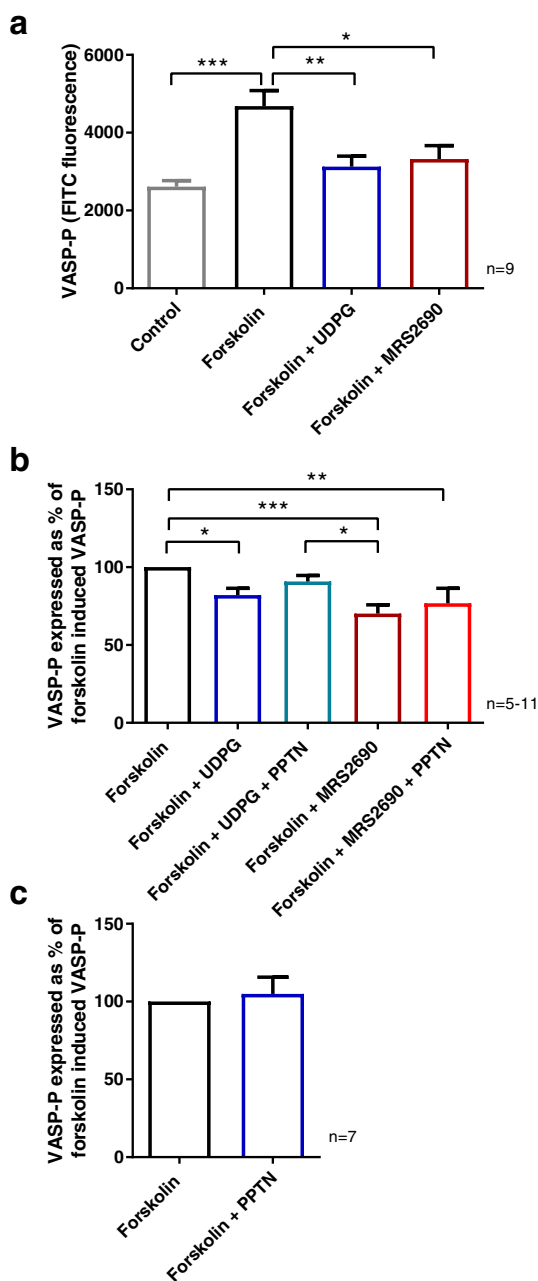 a
*
***
**
6000
4000
2000
0
VASP-P (FITC fluorescence)
n=9
Control
Forskolin
Forskolin + UDPG
Forskolin + MRS2690
b
**
***
*
*
150
100
50
0
VASP-P expressed as % of
forskolin induced VASP-P
n=5-11
Forskolin
Forskolin + UDPG
Forskolin + UDPG + PPTN
Forskolin + MRS2690
Forskolin + MRS2690 + PPTN
c
150
100
50
0
VASP-P expressed as % of
forskolin induced VASP-P
n=7
Forskolin
Forskolin + PPTN